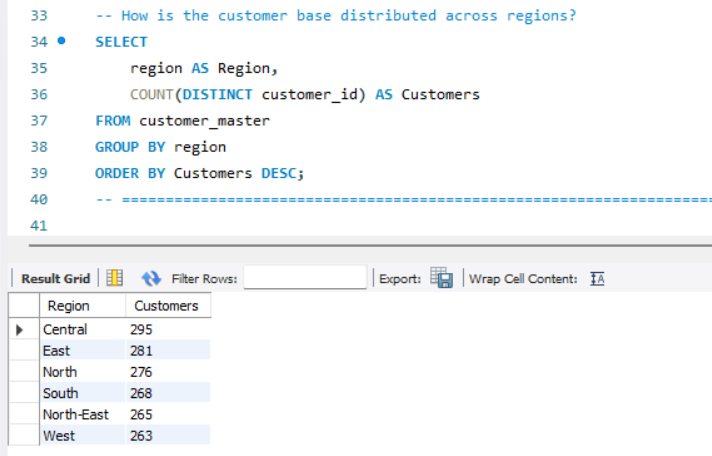 33 -- How is the customer base distributed across regions?
34 SELECT
35 region AS Region,
36 COUNT(DISTINCT customer_id) AS Customers
37 FROM customer_master
38 GROUP BY region
39 ORDER BY Customers DESC;
40 -- ======================================================================
41
Result Grid Filter Rows: Export: Wrap Cell Content: IA
Region Customers
Central 295
East 281
North 276
South 268
North-East 265
West 263